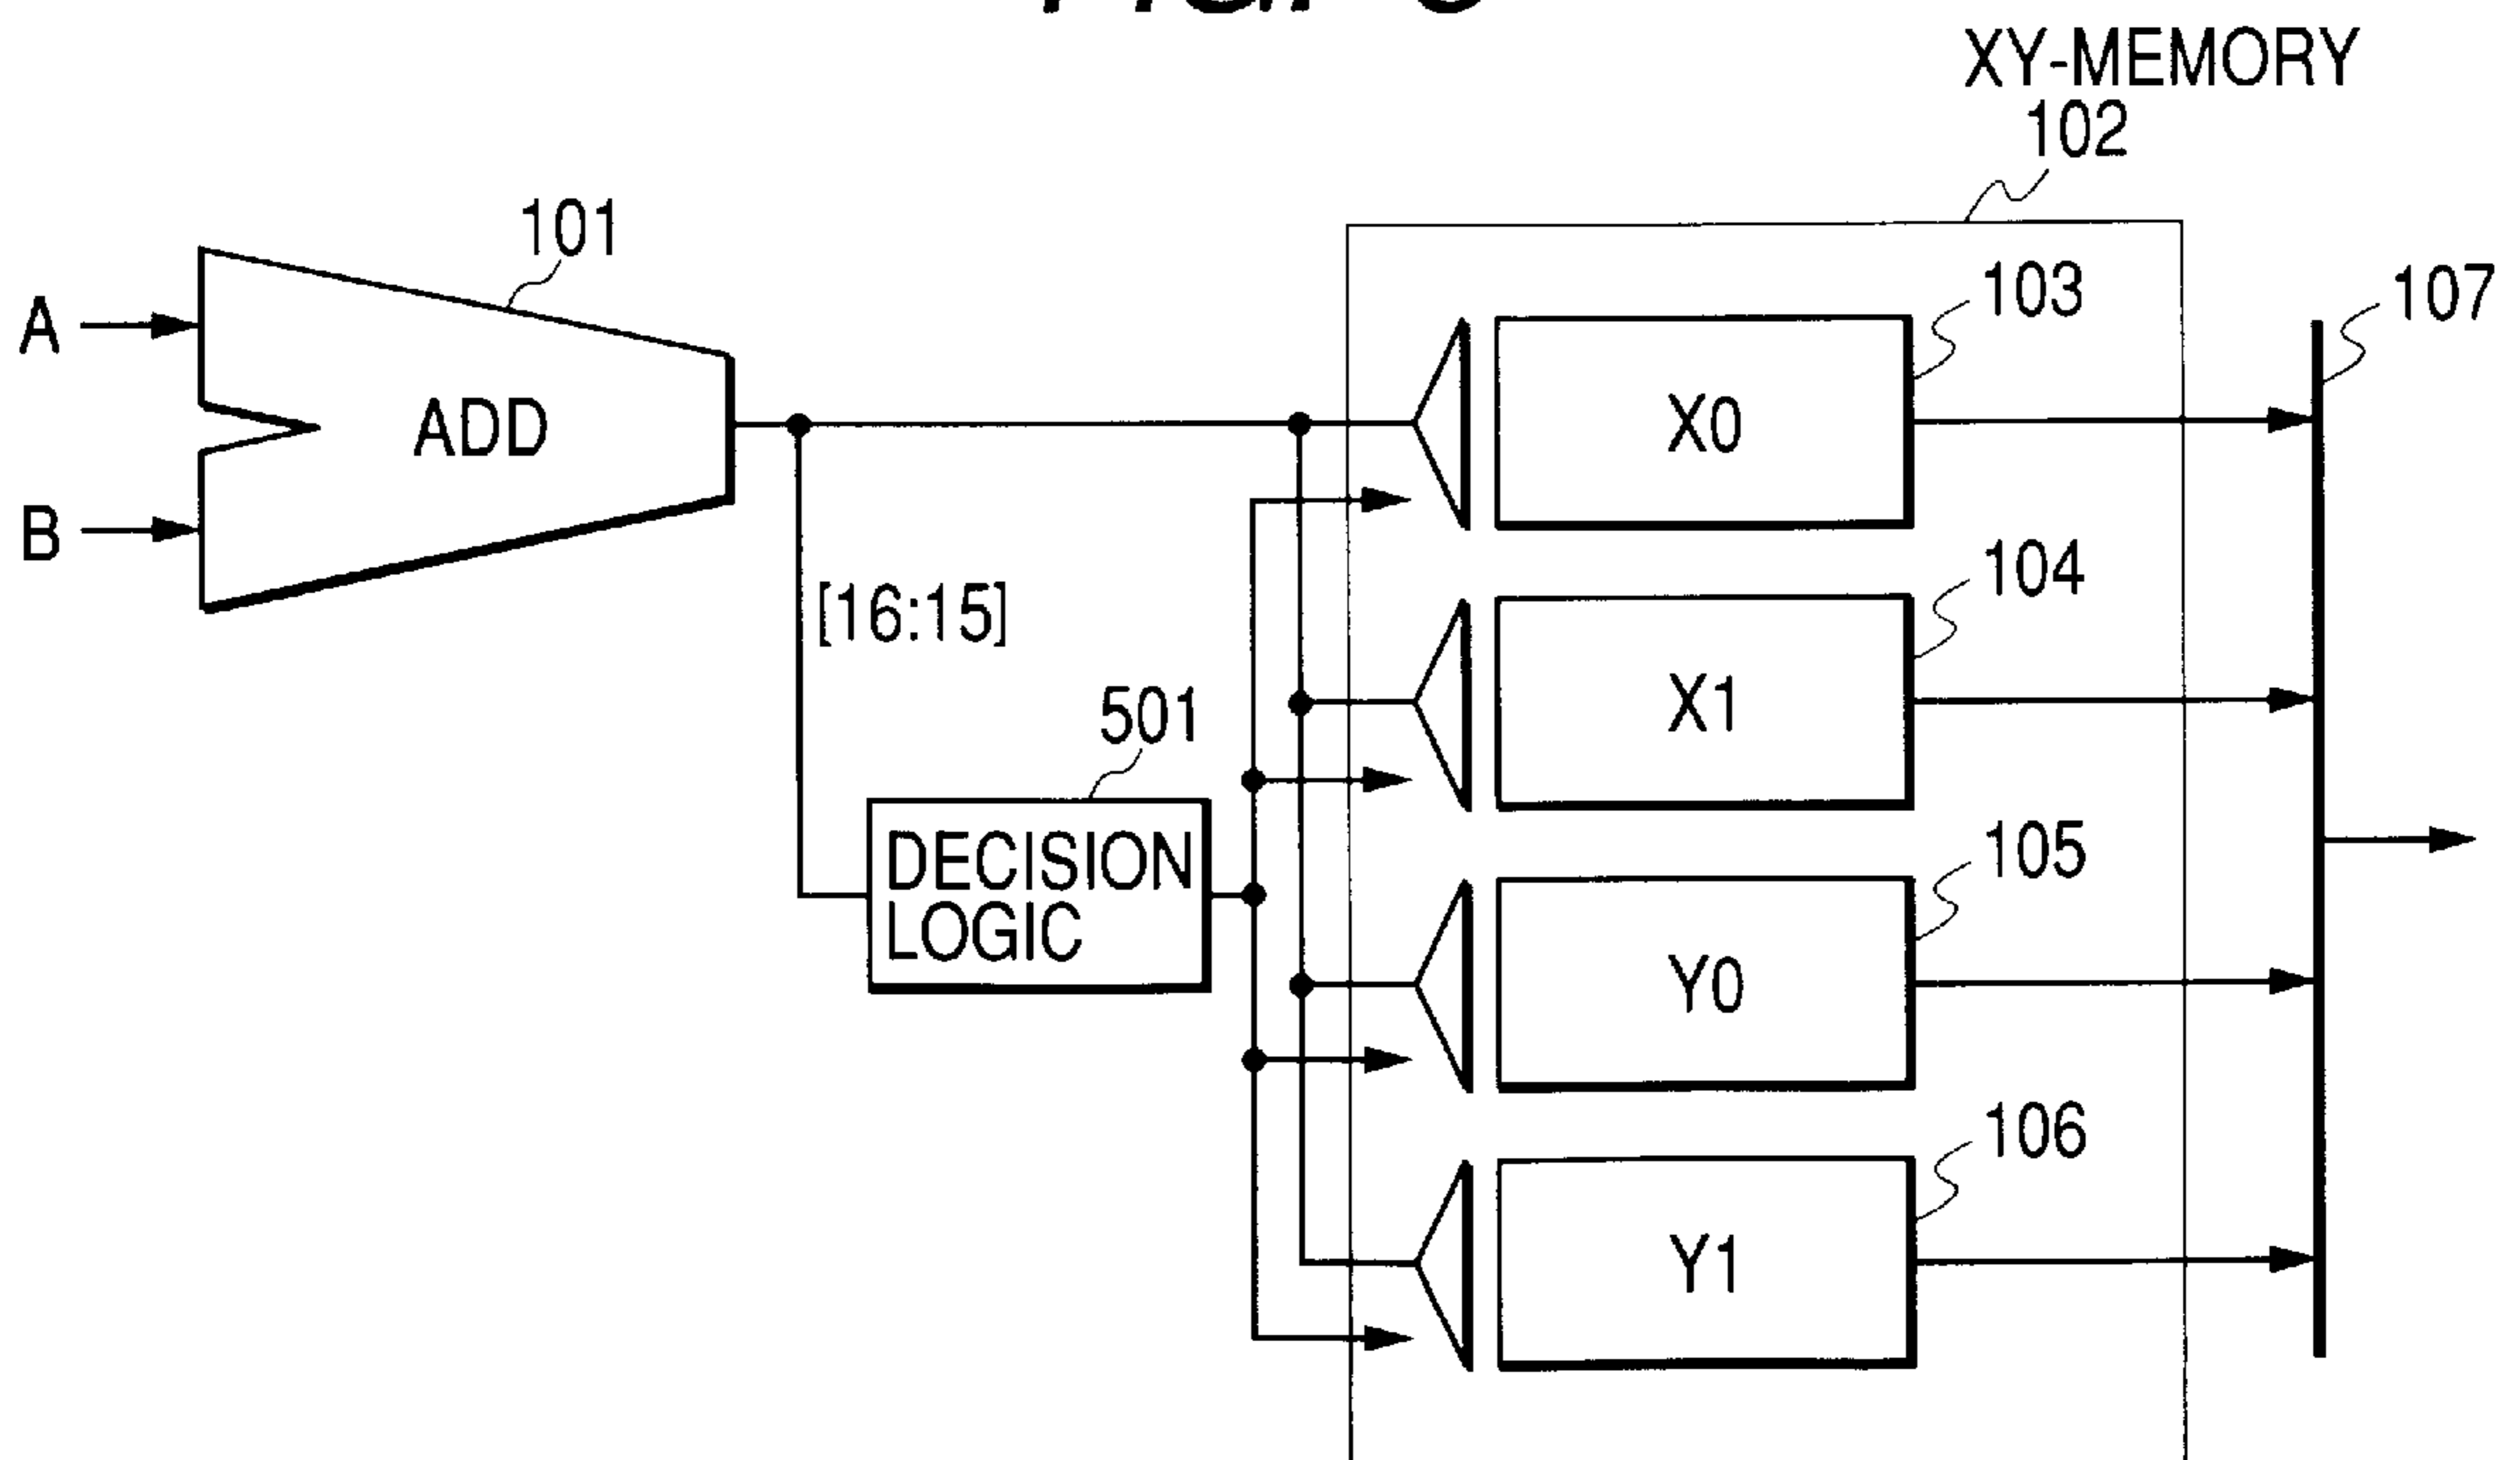 XY-MEMORY
102
101
103
107
A
ADD
X0
B
104
[16:15]
X1
501
105
DECISION
LOGIC
Y0
106
Y1